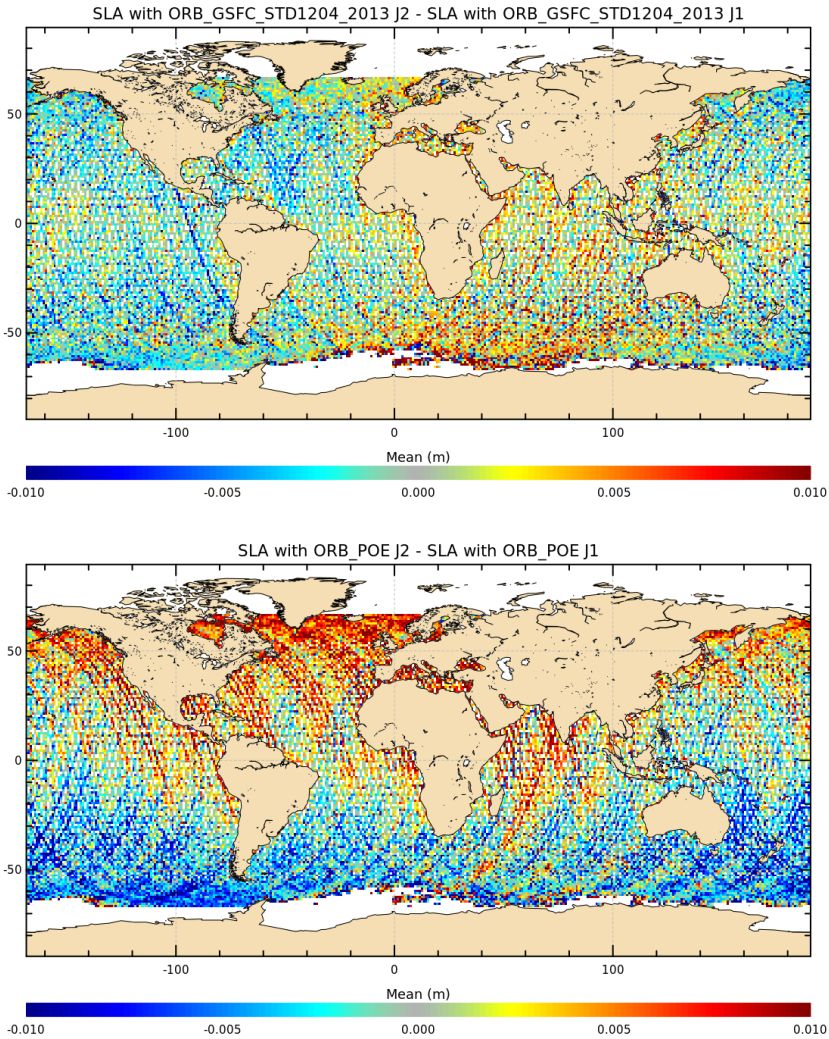 SLA with ORB_GSFC_STD1204_2013 J2 - SLA with ORB_GSFC_STD1204_2013 J1
50
0
-50
-100 0 100
Mean (m)
-0.010 -0.005 0.000 0.005 0.010
SLA with ORB_POE J2 - SLA with ORB_POE J1
50
0
-50
-100 0 100
Mean (m)
-0.010 -0.005 0.000 0.005 0.010